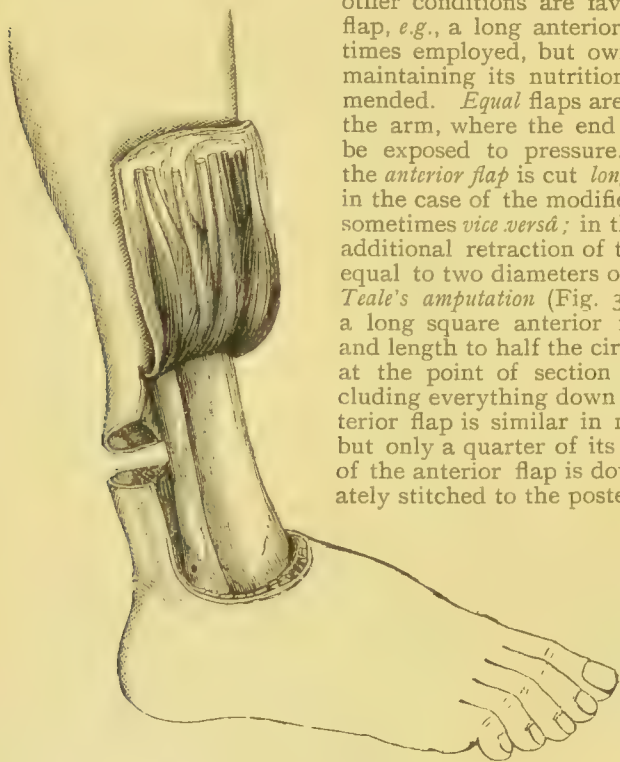 other conditions are fav
flap, e.g., a long anterior
times employed, but ow
maintaining its nutrition
mended. Equal flaps are
the arm, where the end
be exposed to pressure.
the anterior flap is cut long
in the case of the modifie
sometimes vice versâ; in th
additional retraction of t
equal to two diameters o
Teale's amputation (Fig. 3
a long square anterior
and length to half the cir
at the point of section
cluding everything down
terior flap is similar in
but only a quarter of its
of the anterior flap is do
ately stitched to the poste